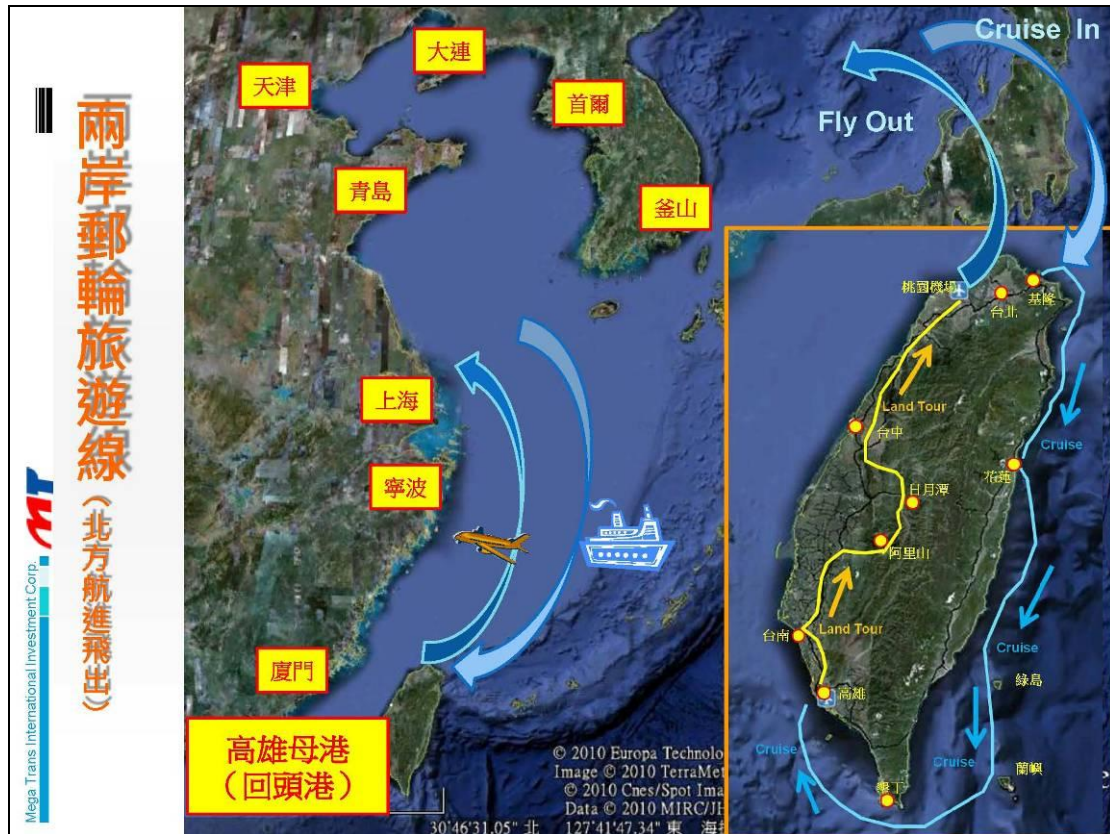 兩岸郵輪旅遊線(北方航進飛出)
MT
Mega Trans International Investment Corp.
Cruise In
Fly Out
大連
天津
首爾
青島
釜山
上海
寧波
廈門
高雄母港
(回頭港)
桃園機場
台北
基隆
Land Tour
Cruise
台中
花蓮
日月潭
阿里山
Land Tour
Cruise
台南
綠島
高雄
Cruise
Cruise
蘭嶼
墾丁
© 2010 Europa Technolo
Image © 2010 TerraMet
© 2010 Cnes/Spot Ima
Data © 2010 MIRC/JH
30°46'31.05" 北 127°41'47.34" 東 海